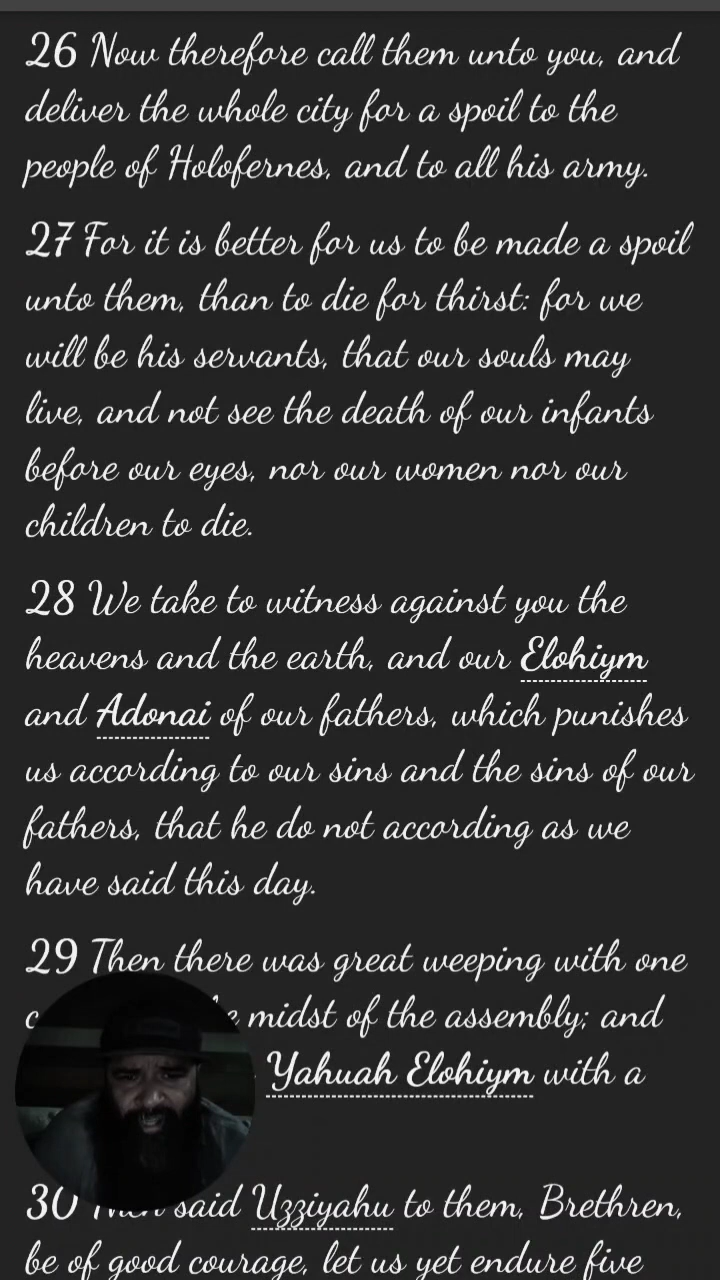 26 Now therefore call them unto you, and
deliver the whole city for a spoil to the
people of Holofernes, and to all his army.
27 For it is better for us to be made a spoil
unto them, than to die for thirst: for we
will be his servants, that our souls may
live, and not see the death of our infants
before our eyes, nor our women nor our
children to die.
28 We take to witness against you the
heavens and the earth, and our Elohiym
and Adonai of our fathers, which punishes
us according to our sins and the sins of our
fathers, that he do not according as we
have said this day.
29 Then there was great weeping with one
midst of the assembly; and
Yahuah Elohiym with a
30 Then said Uzziyahu to them, Brethren,
be of good courage, let us yet endure five